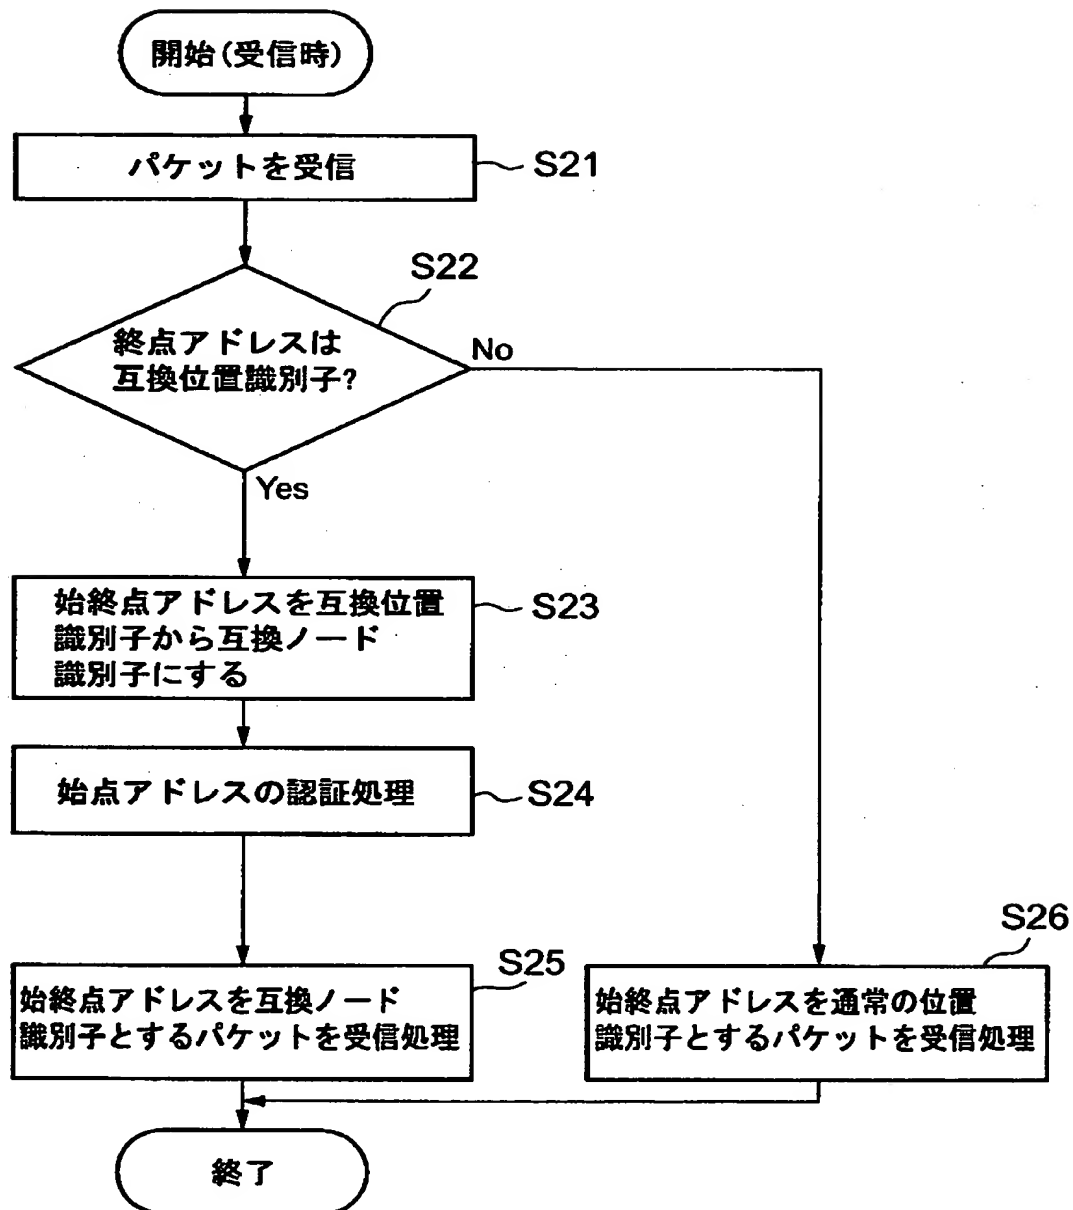 開始(受信時)
パケットを受信
S21
S22
終点アドレスは
互換位置識別子?
No
Yes
始終点アドレスを互換位置
識別子から互換ノード
識別子にする
S23
始点アドレスの認証処理
S24
S25
始終点アドレスを互換ノード
識別子とするパケットを受信処理
S26
始終点アドレスを通常の位置
識別子とするパケットを受信処理
終了